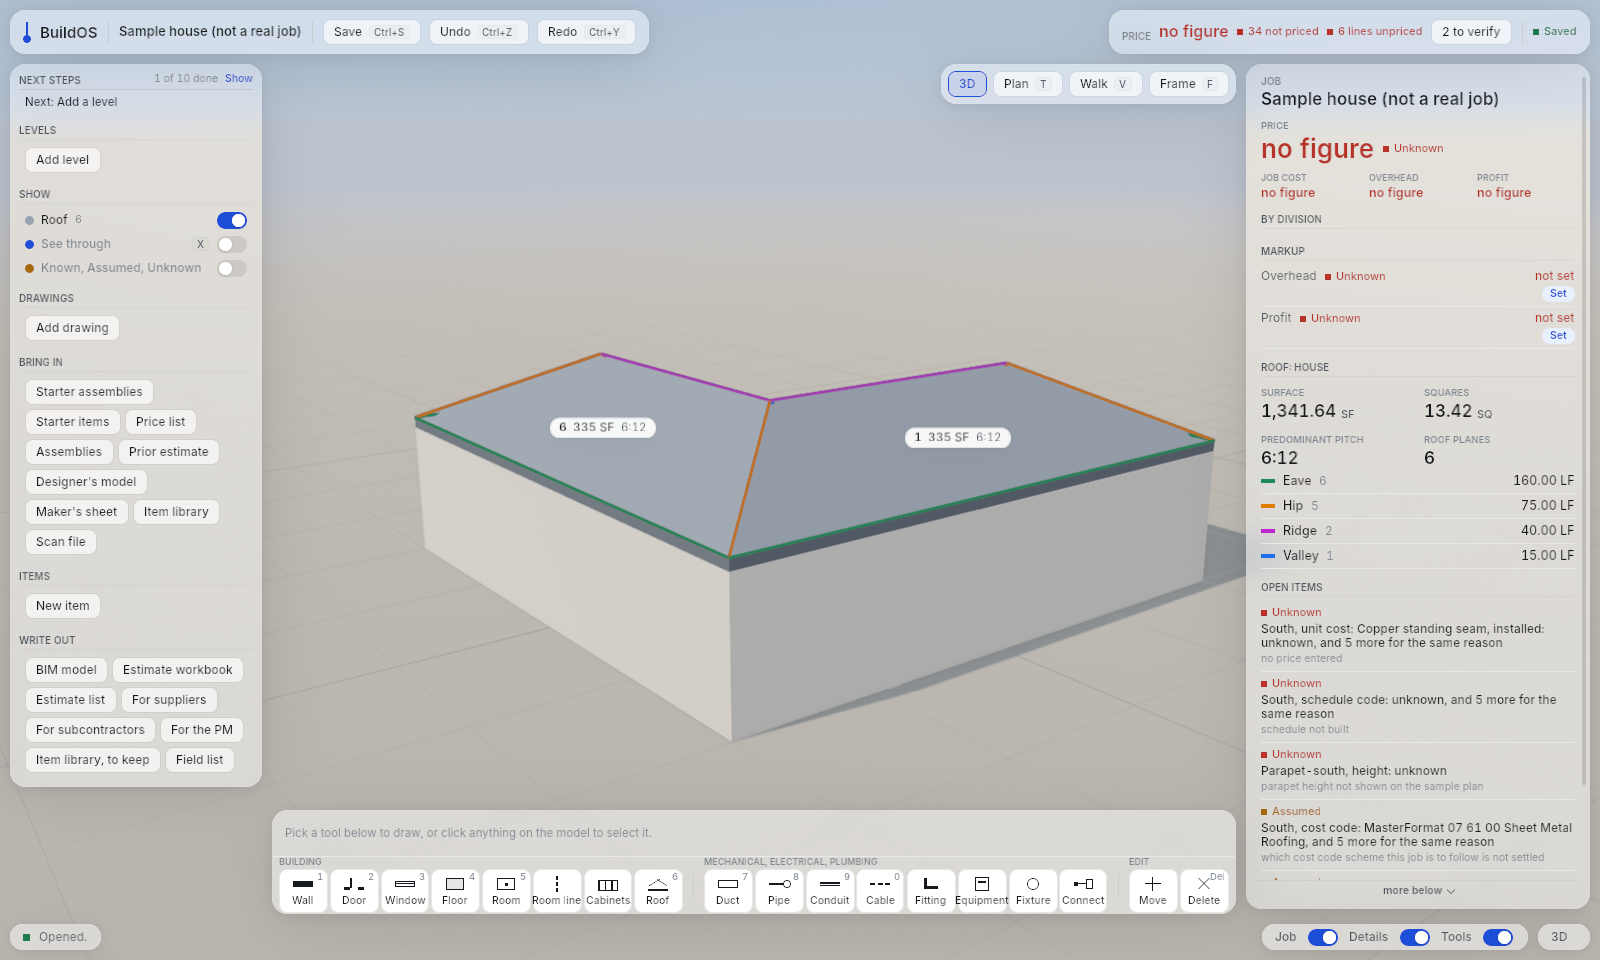 BuildOS
Sample house (not a real job)
Save Ctrl+S
Undo Ctrl+Z
Redo Ctrl+Y
PRICE no figure 34 not priced 6 lines unpriced 2 to verify Saved
NEXT STEPS 1 of 10 done Show
Next: Add a level
LEVELS
Add level
SHOW
Roof 6
See through X
Known, Assumed, Unknown
DRAWINGS
Add drawing
BRING IN
Starter assemblies
Starter items Price list
Assemblies Prior estimate
Designer's model
Maker's sheet Item library
Scan file
ITEMS
New item
WRITE OUT
BIM model Estimate workbook
Estimate list For suppliers
For subcontractors For the PM
Item library, to keep Field list
Opened.
3D Plan T Walk V Frame F
6 335 SF 6:12
1 335 SF 6:12
Pick a tool below to draw, or click anything on the model to select it.
BUILDING
Wall 1
Door 2
Window 3
Floor 4
Room 5
Room line
Cabinets
Roof 6
MECHANICAL, ELECTRICAL, PLUMBING
Duct 7
Pipe 8
Conduit 9
Cable 0
Fitting
Equipment
Fixture
Connect
EDIT
Move
Delete Del
JOB
Sample house (not a real job)
PRICE
no figure Unknown
JOB COST OVERHEAD PROFIT
no figure no figure no figure
BY DIVISION
MARKUP
Overhead Unknown not set
Set
Profit Unknown not set
Set
ROOF: HOUSE
SURFACE SQUARES
1,341.64 SF 13.42 SQ
PREDOMINANT PITCH ROOF PLANES
6:12 6
Eave 6 160.00 LF
Hip 5 75.00 LF
Ridge 2 40.00 LF
Valley 1 15.00 LF
OPEN ITEMS
Unknown
South, unit cost: Copper standing seam, installed:
unknown, and 5 more for the same reason
no price entered
Unknown
South, schedule code: unknown, and 5 more for the
same reason
schedule not built
Unknown
Parapet-south, height: unknown
parapet height not shown on the sample plan
Assumed
South, cost code: MasterFormat 07 61 00 Sheet Metal
Roofing, and 5 more for the same reason
which cost code scheme this job is to follow is not settled
more below
Job Details Tools 3D